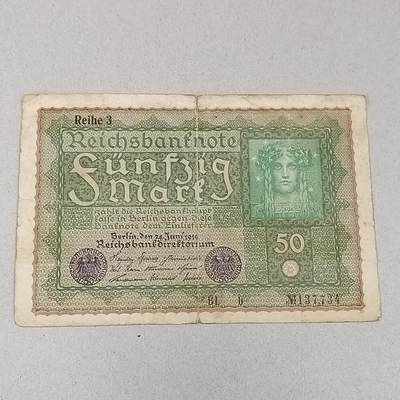 Reihe 3
Reichsbanknote
Fünfzig
Mark
zahlt die Reichsbankhaupt-
kasse in Berlin gegen diese
Banknote dem Einlieferer
Berlin, den 24. Juni 1919
Reichsbankdirektorium
50
BL b №137734